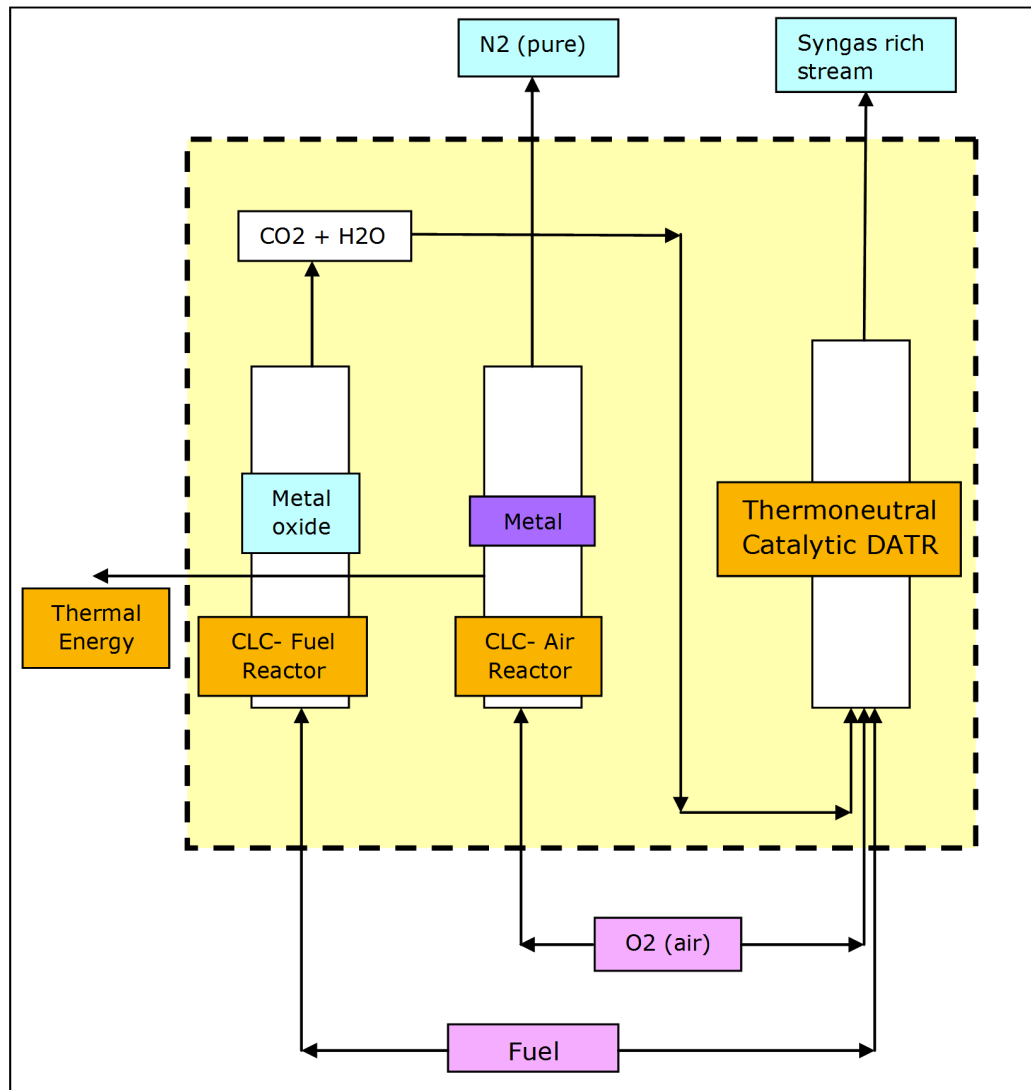 N2 (pure)
Syngas rich
stream
CO2 + H2O
Metal
oxide
Metal
Thermoneutral
Catalytic DATR
Thermal
Energy
CLC- Fuel
Reactor
CLC- Air
Reactor
O2 (air)
Fuel